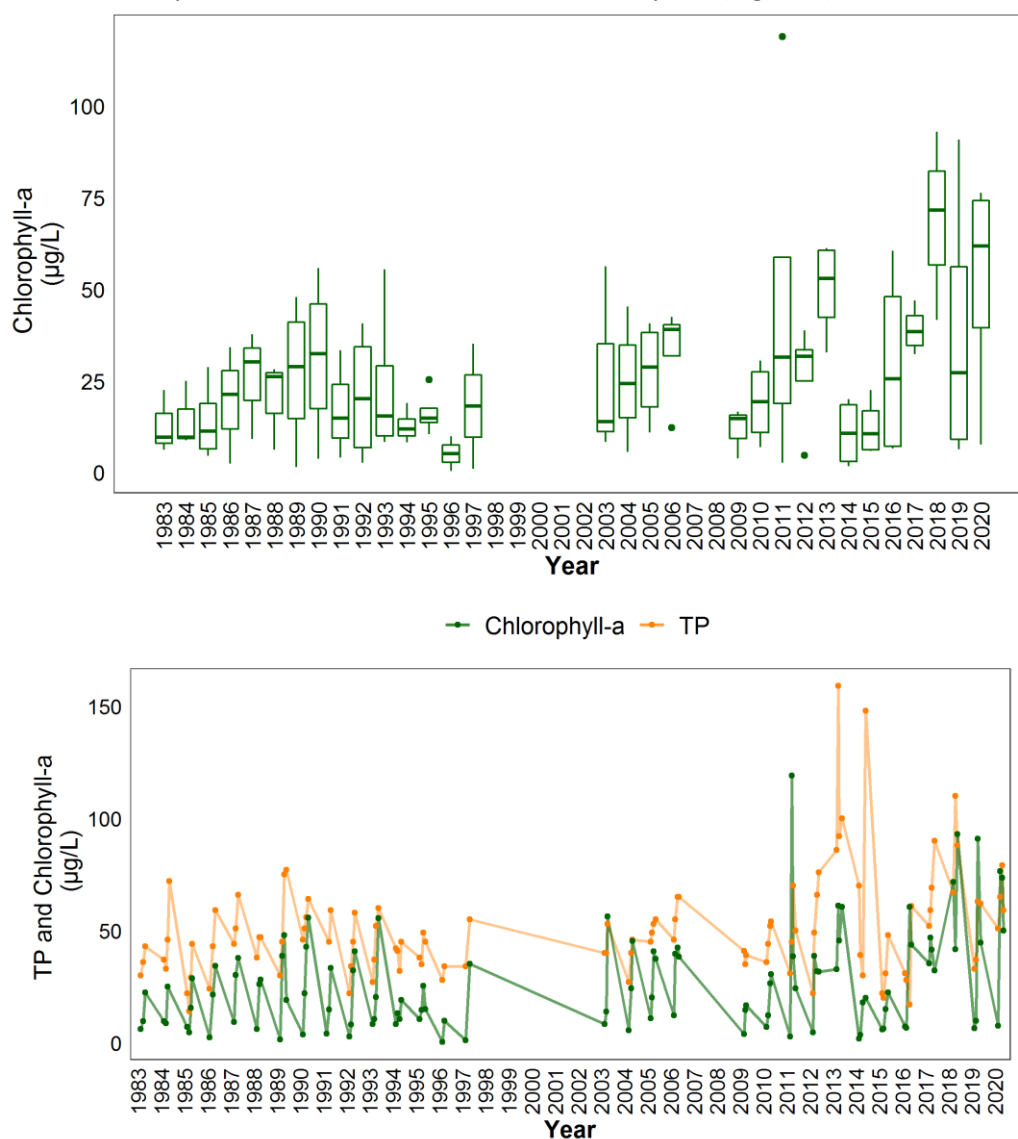 100
75
50
25
0
Chlorophyll-a
(µg/L)
1983 1984 1985 1986 1987 1988 1989 1990 1991 1992 1993 1994 1995 1996 1997 1998 1999 2000 2001 2002 2003 2004 2005 2006 2007 2008 2009 2010 2011 2012 2013 2014 2015 2016 2017 2018 2019 2020
Year
Chlorophyll-a TP
150
100
50
0
TP and Chlorophyll-a
(µg/L)
1983 1984 1985 1986 1987 1988 1989 1990 1991 1992 1993 1994 1995 1996 1997 1998 1999 2000 2001 2002 2003 2004 2005 2006 2007 2008 2009 2010 2011 2012 2013 2014 2015 2016 2017 2018 2019 2020
Year